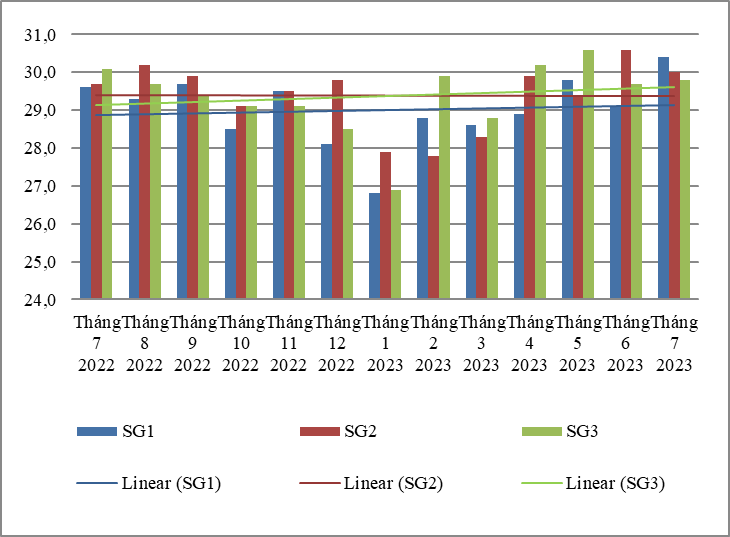 31,0
30,0
29,0
28,0
27,0
26,0
25,0
24,0
Tháng 7 2022
Tháng 8 2022
Tháng 9 2022
Tháng 10 2022
Tháng 11 2022
Tháng 12 2022
Tháng 1 2023
Tháng 2 2023
Tháng 3 2023
Tháng 4 2023
Tháng 5 2023
Tháng 6 2023
Tháng 7 2023
SG1
SG2
SG3
Linear (SG1)
Linear (SG2)
Linear (SG3)